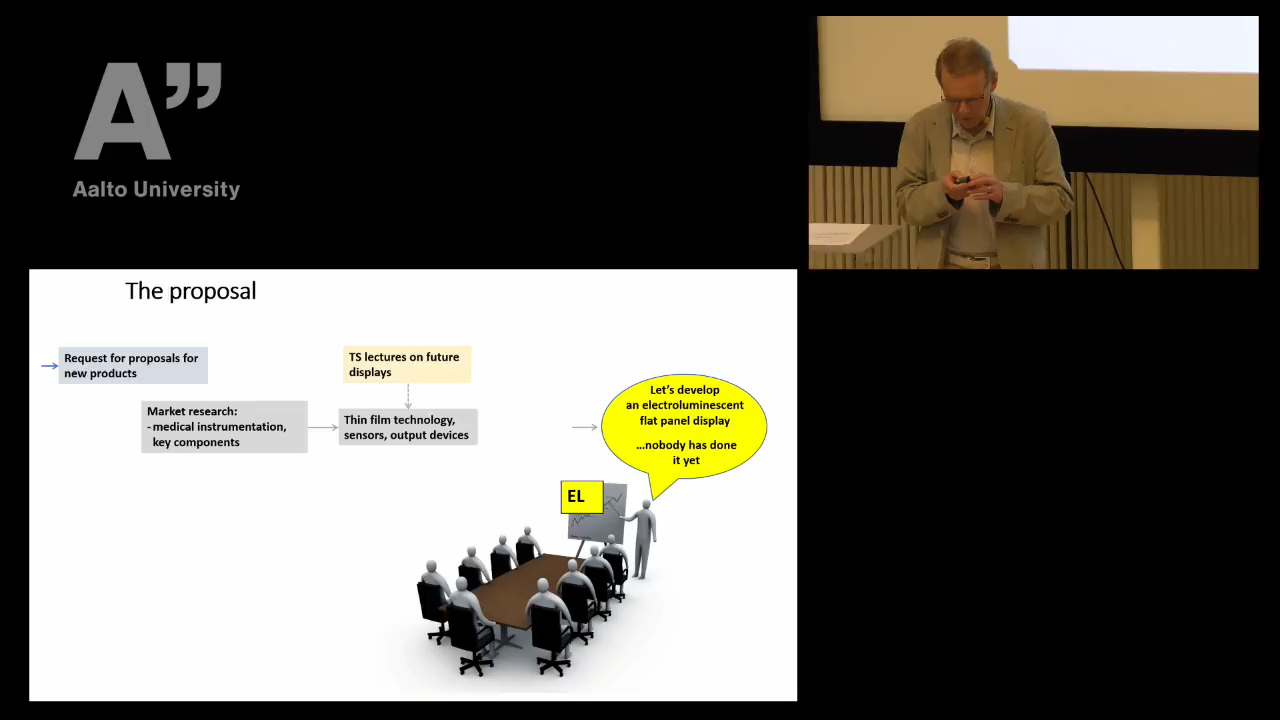 A”
Aalto University
The proposal
Request for proposals for
new products
TS lectures on future
displays
Market research:
- medical instrumentation,
key components
Thin film technology,
sensors, output devices
Let’s develop
an electroluminescent
flat panel display
...nobody has done
it yet
EL